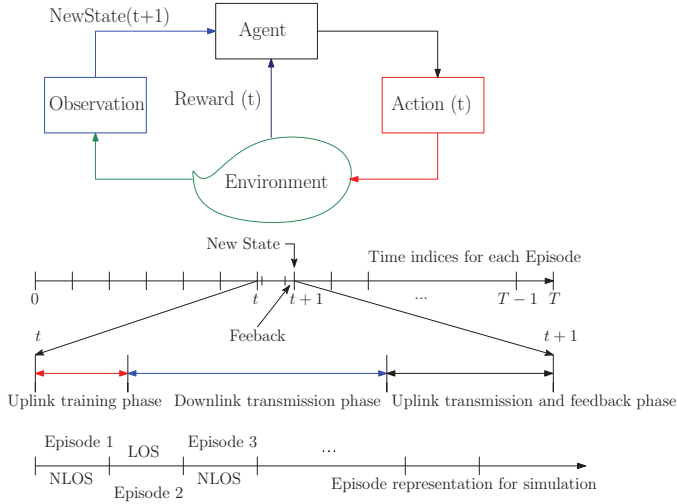 NewState(t+1)
Agent
Observation
Reward (t)
Action (t)
Environment
New State
Time indices for each Episode
0
t
t + 1
...
T − 1
T
Feeback
t
t + 1
Uplink training phase
Downlink transmission phase
Uplink transmission and feedback phase
Episode 1
LOS
Episode 3
...
NLOS
Episode 2
NLOS
Episode representation for simulation